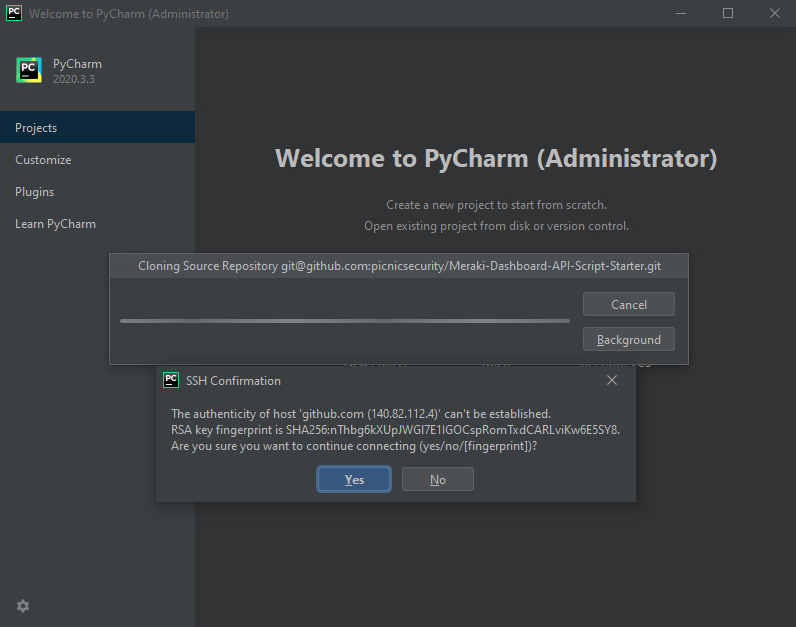 PC
Welcome to PyCharm (Administrator)
PC
PyCharm
2020.3.3
Projects
Customize
Plugins
Learn PyCharm
Welcome to PyCharm (Administrator)
Create a new project to start from scratch.
Open existing project from disk or version control.
Cloning Source Repository git@github.com:picnicsecurity/Meraki-Dashboard-API-Script-Starter.git
Cancel
Background
PC
SSH Confirmation
The authenticity of host 'github.com (140.82.112.4)' can't be established.
RSA key fingerprint is SHA256:nThbg6kXUpJWGl7E1IGOCspRomTxdCARLviKw6E5SY8.
Are you sure you want to continue connecting (yes/no/[fingerprint])?
Yes
No